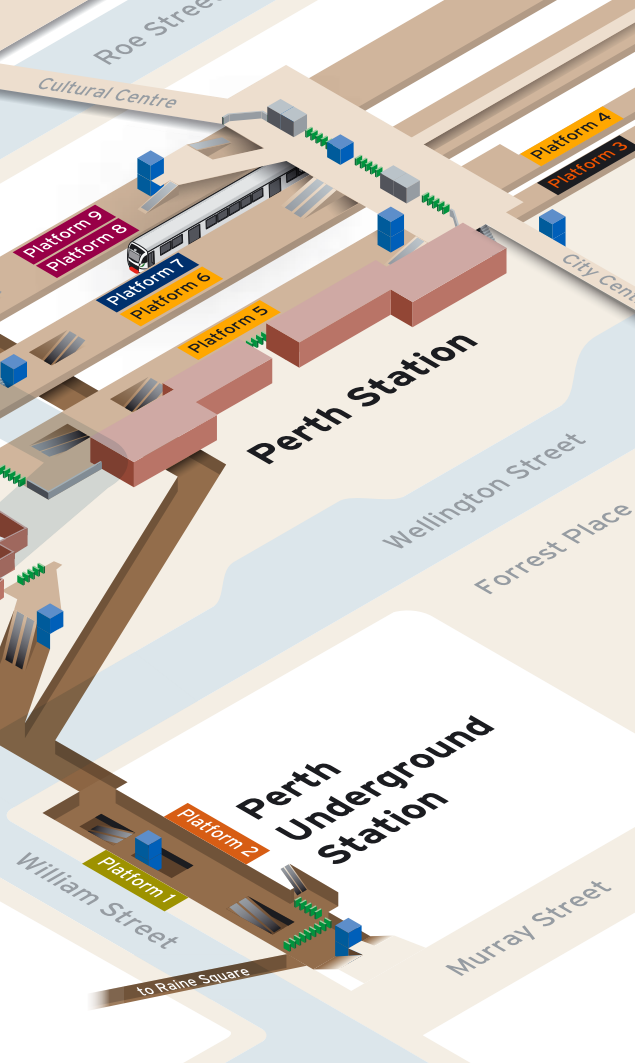 Roe Street
Cultural Centre
Platform 4
Platform 3
Platform 9
Platform 8
Platform 7
Platform 6
Platform 5
City Cent
Perth Station
Wellington Street
Forrest Place
Perth
Underground
Station
Platform 2
Platform 1
William Street
Murray Street
to Raine Square